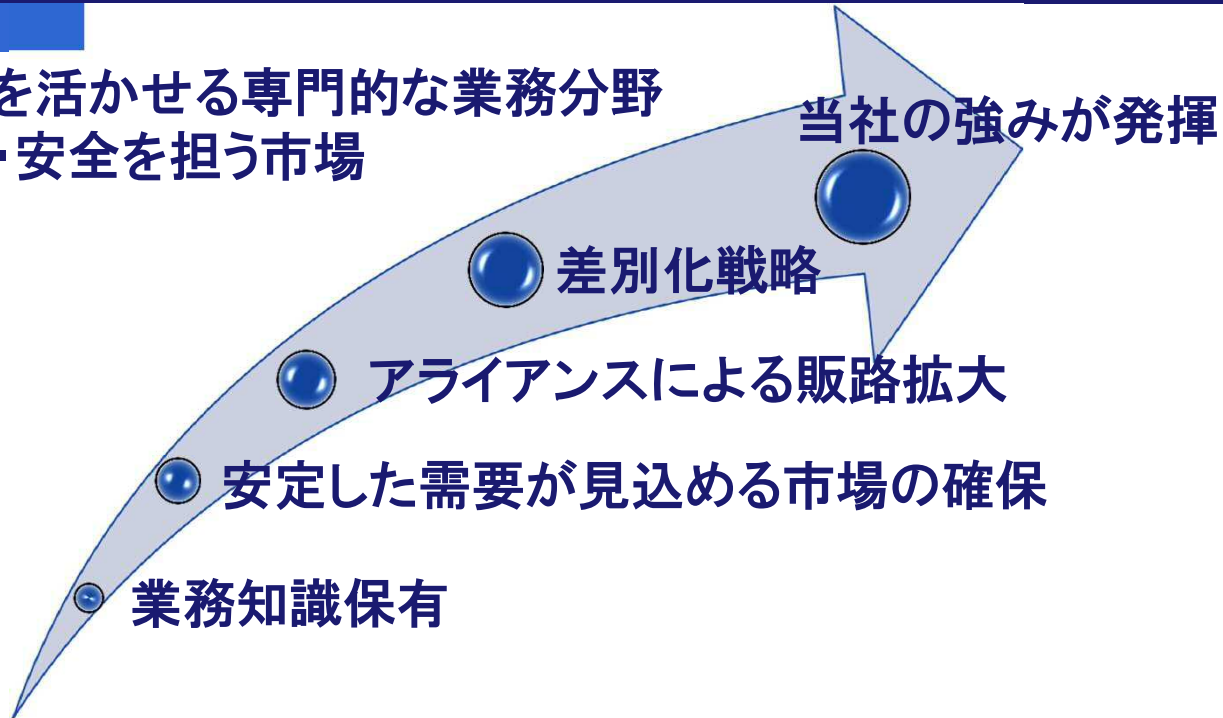 を活かせる専門的な業務分野
・安全を担う市場
当社の強みが発揮
差別化戦略
アライアンスによる販路拡大
安定した需要が見込める市場の確保
業務知識保有